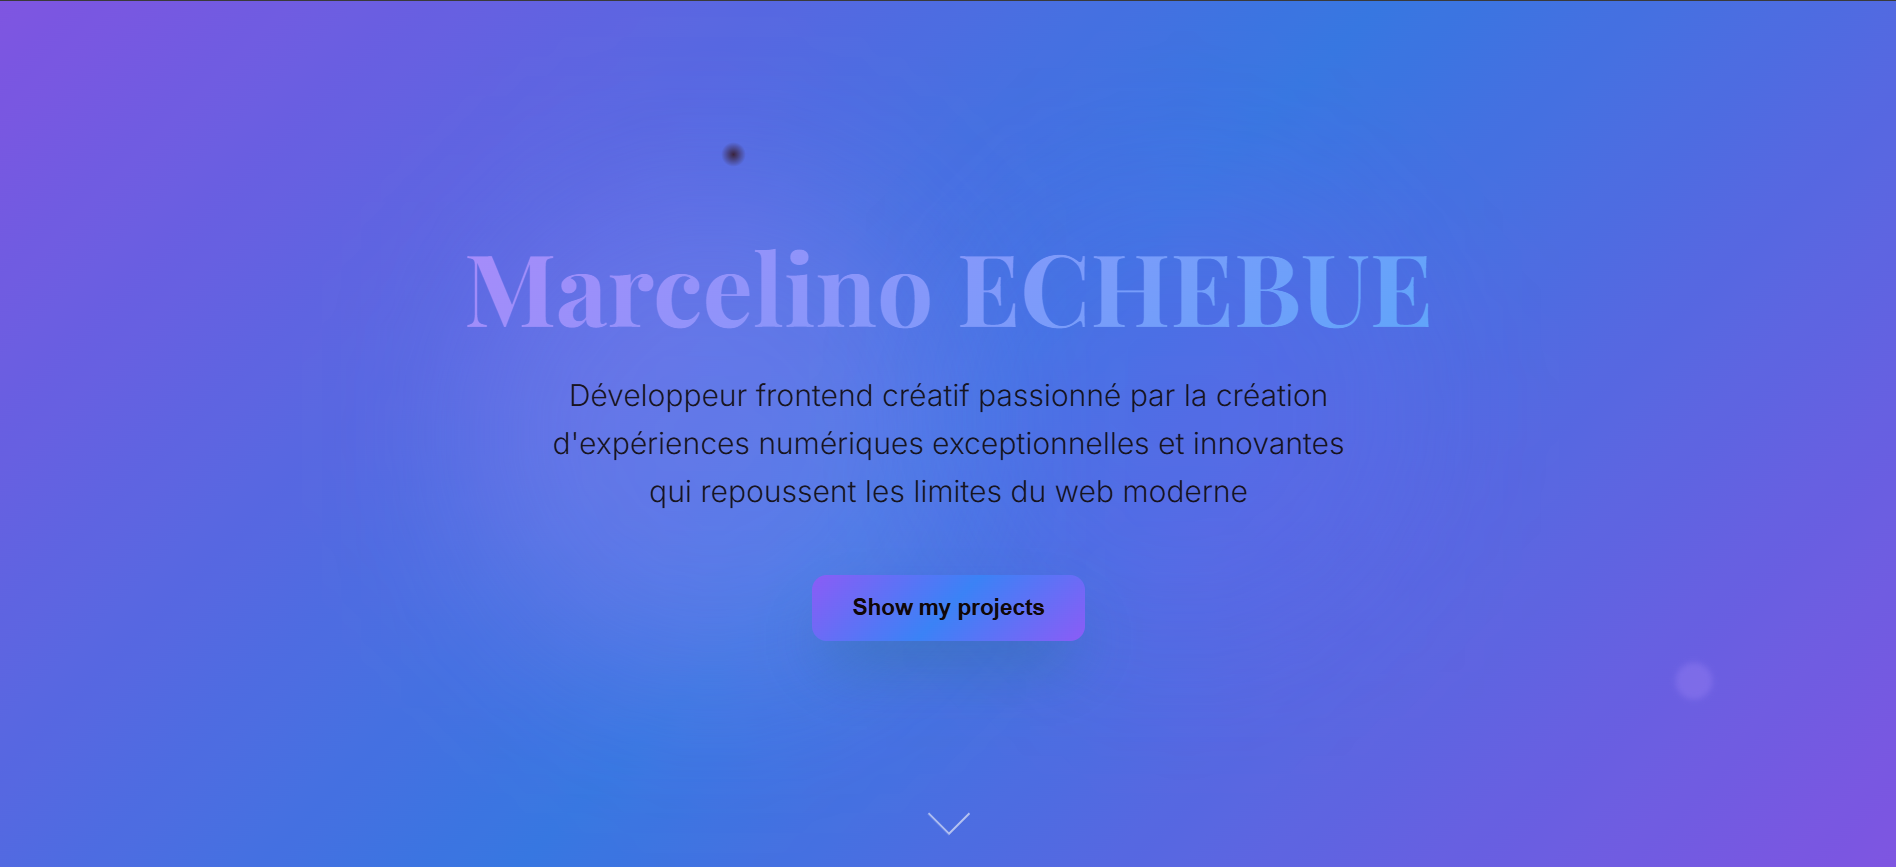 Marcelino ECHEBUE
Développeur frontend créatif passionné par la création
d'expériences numériques exceptionnelles et innovantes
qui repoussent les limites du web moderne
Show my projects